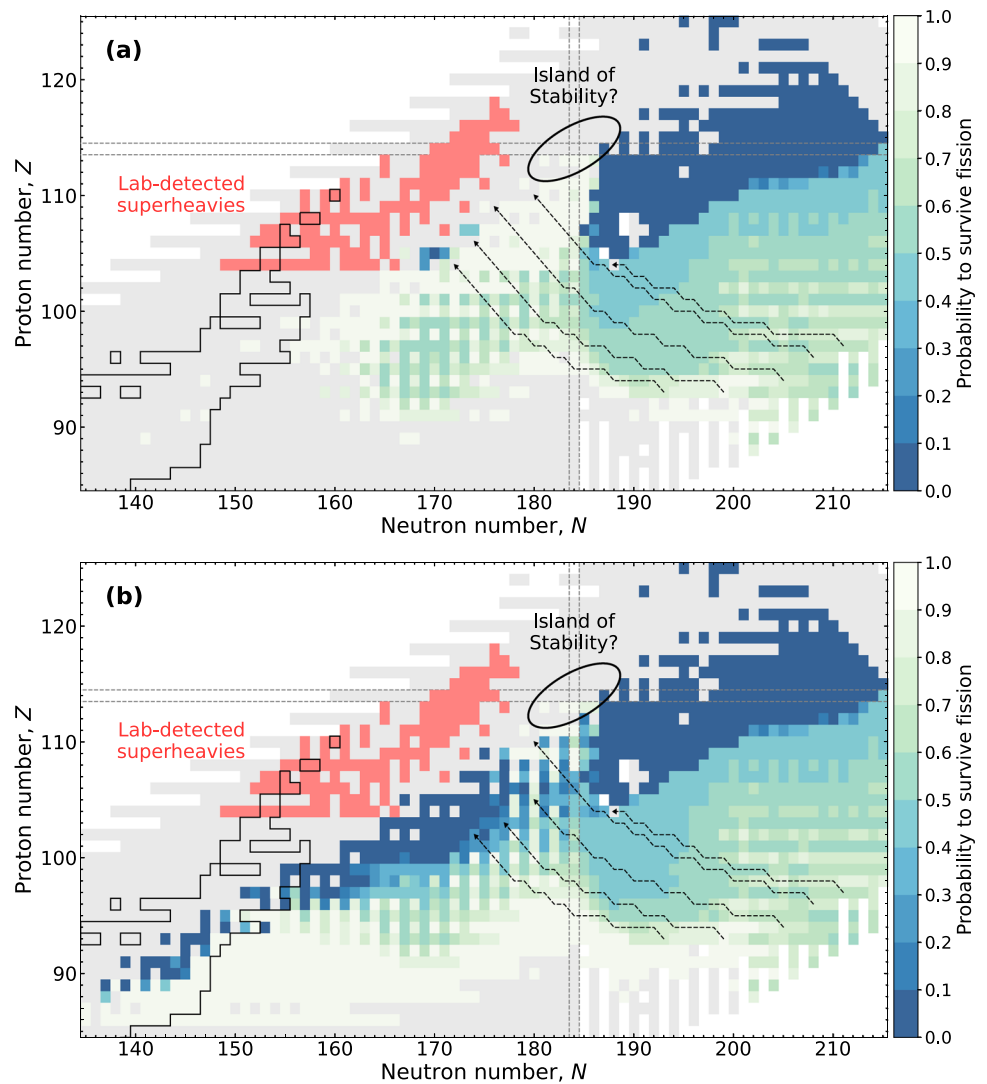 (a)
Island of
Stability?
Lab-detected
superheavies
Proton number, Z
120
110
100
90
140 150 160 170 180 190 200 210
Neutron number, N
1.0
0.9
0.8
0.7
0.6
0.5
0.4
0.3
0.2
0.1
0.0
Probability to survive fission
(b)
Island of
Stability?
Lab-detected
superheavies
Proton number, Z
120
110
100
90
140 150 160 170 180 190 200 210
Neutron number, N
1.0
0.9
0.8
0.7
0.6
0.5
0.4
0.3
0.2
0.1
0.0
Probability to survive fission